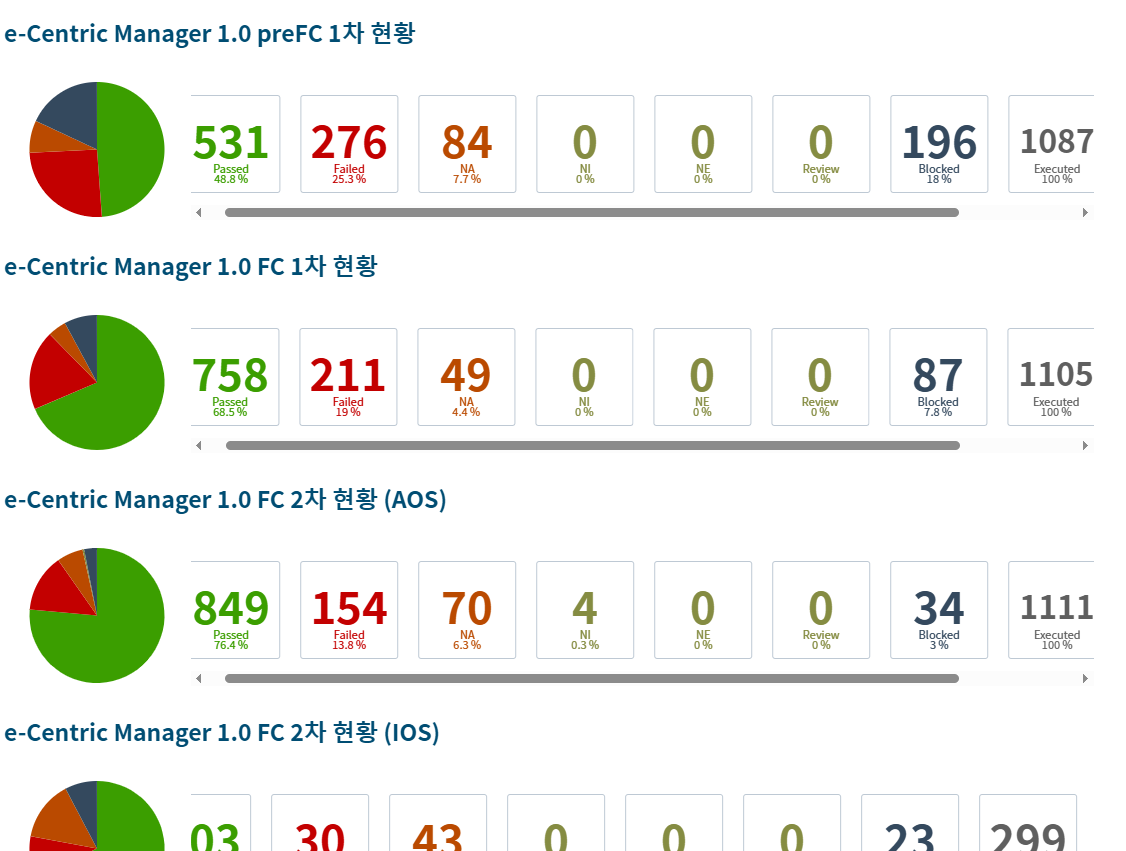 e-Centric Manager 1.0 preFC 1차 현황
531 276 84 0 0 0 196 1087
Passed Failed NA NI NE Review Blocked Executed
48.8 % 25.3 % 7.7 % 0 % 0 % 0 % 18 % 100 %
e-Centric Manager 1.0 FC 1차 현황
758 211 49 0 0 0 87 1105
Passed Failed NA NI NE Review Blocked Executed
68.5 % 19 % 4.4 % 0 % 0 % 0 % 7.8 % 100 %
e-Centric Manager 1.0 FC 2차 현황 (AOS)
849 154 70 4 0 0 34 1111
Passed Failed NA NI NE Review Blocked Executed
76.4 % 13.8 % 6.3 % 0.3 % 0 % 0 % 3 % 100 %
e-Centric Manager 1.0 FC 2차 현황 (IOS)
03 30 43 0 0 0 23 299